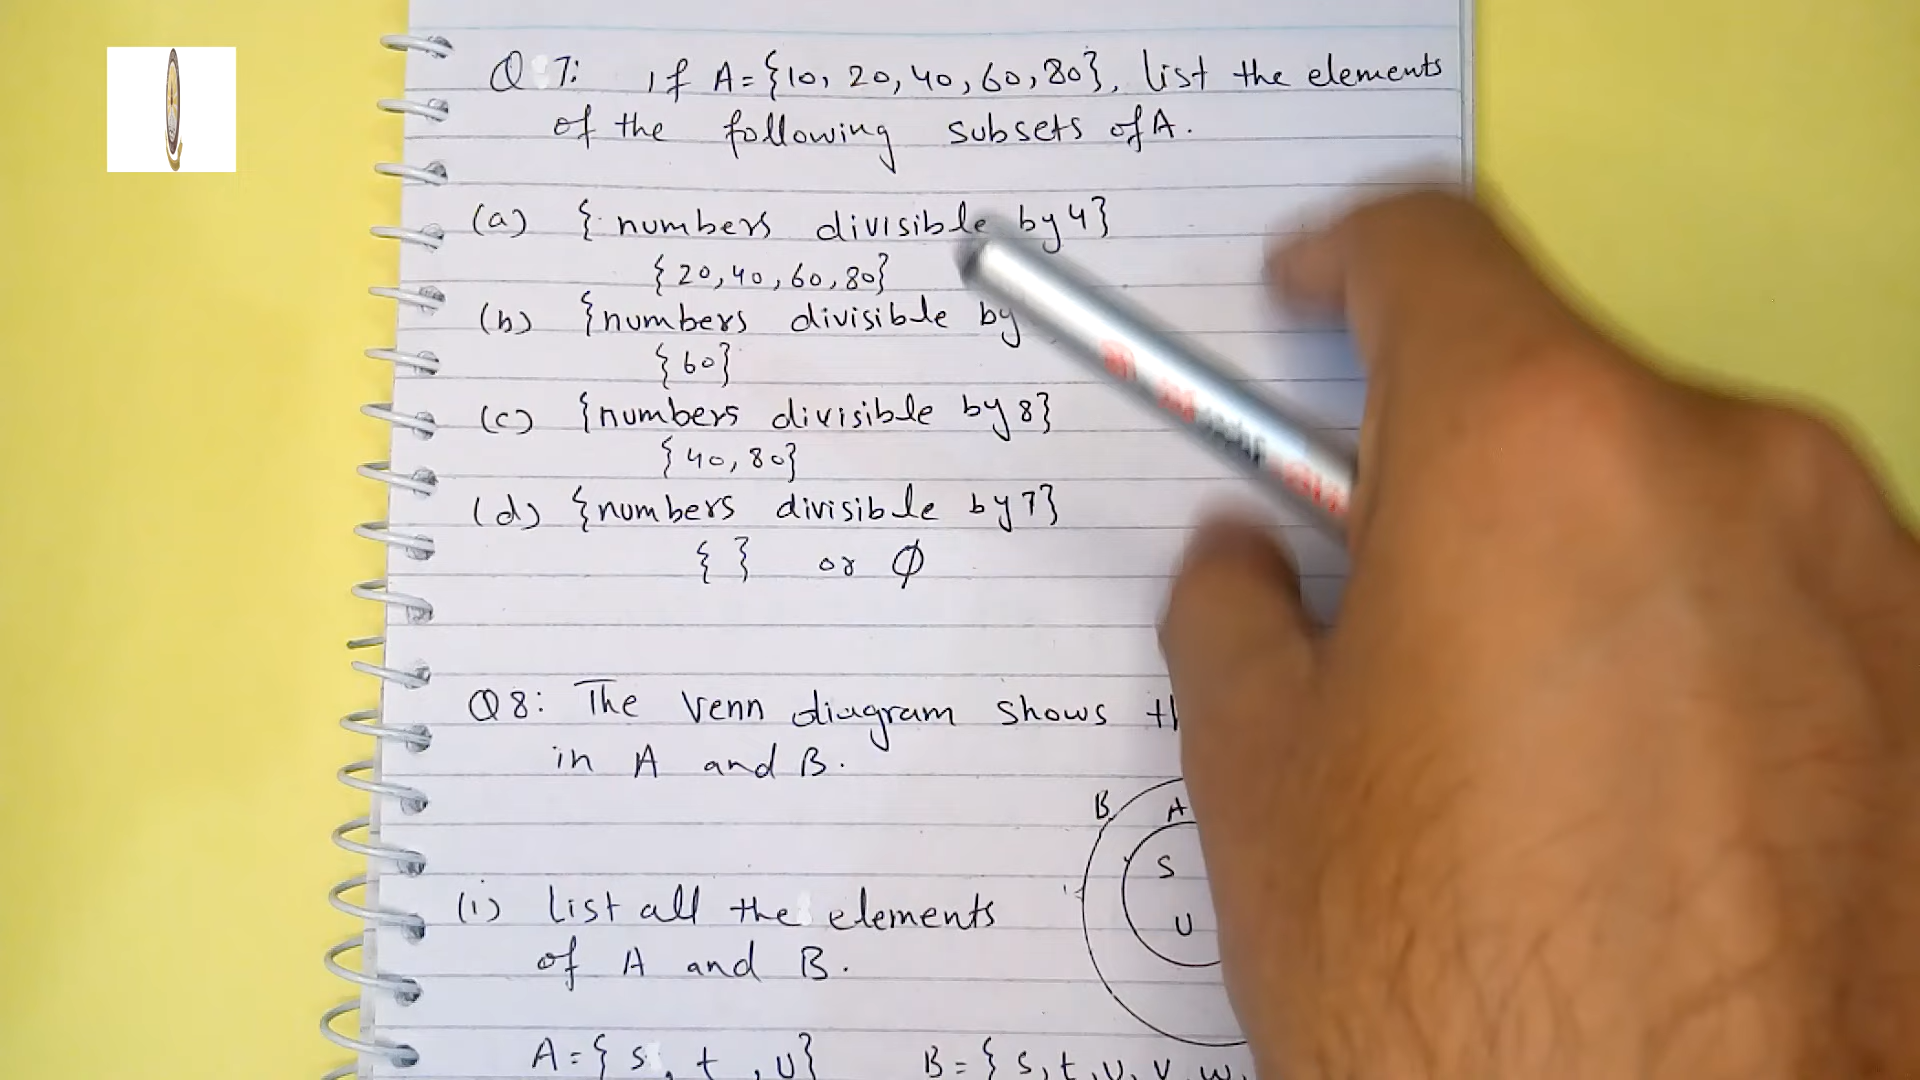 Q 7: If A={10, 20, 40, 60, 80}, list the elements
of the following subsets of A.
(a) { numbers divisible by 4}
{20, 40, 60, 80}
(b) {numbers divisible by
{60}
(c) {numbers divisible by 8}
{40, 80}
(d) {numbers divisible by 7}
{ } or ϕ
Q8: The Venn diagram shows
in A and B.
B A
S
U
(i) List all the elements
of A and B.
A = { s, t, u} B = { s, t, u, v, w,